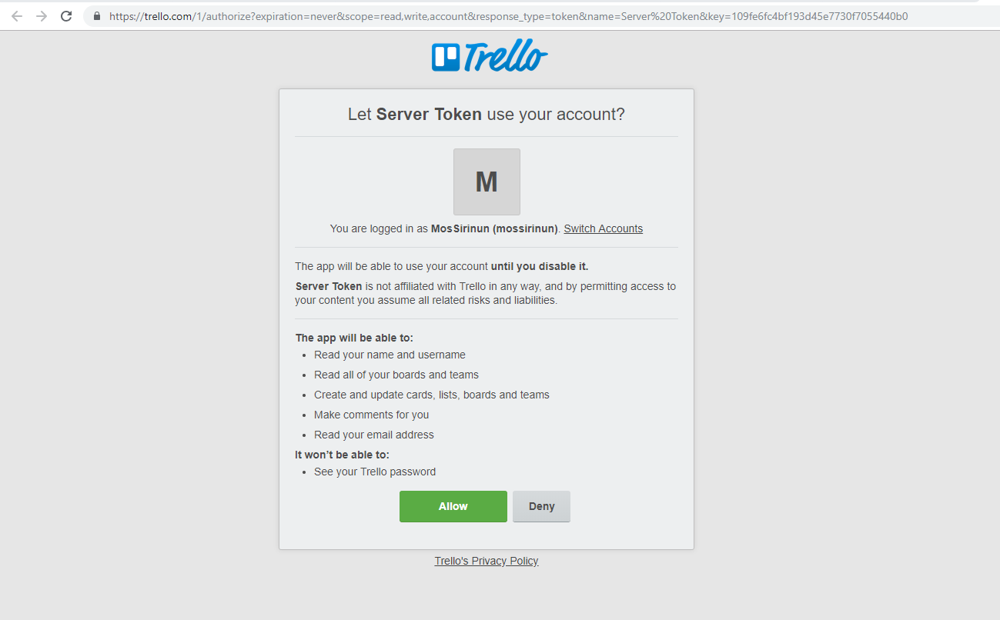 https://trello.com/1/authorize?expiration=never&scope=read,write,account&response_type=token&name=Server%20Token&key=109fe6fc4bf193d45e7730f7055440b0
Trello
Let Server Token use your account?
M
You are logged in as MosSirinun (mossirinun). Switch Accounts
The app will be able to use your account until you disable it.
Server Token is not affiliated with Trello in any way, and by permitting access to
your content you assume all related risks and liabilities.
The app will be able to:
• Read your name and username
• Read all of your boards and teams
• Create and update cards, lists, boards and teams
• Make comments for you
• Read your email address
It won't be able to:
• See your Trello password
Allow Deny
Trello's Privacy Policy